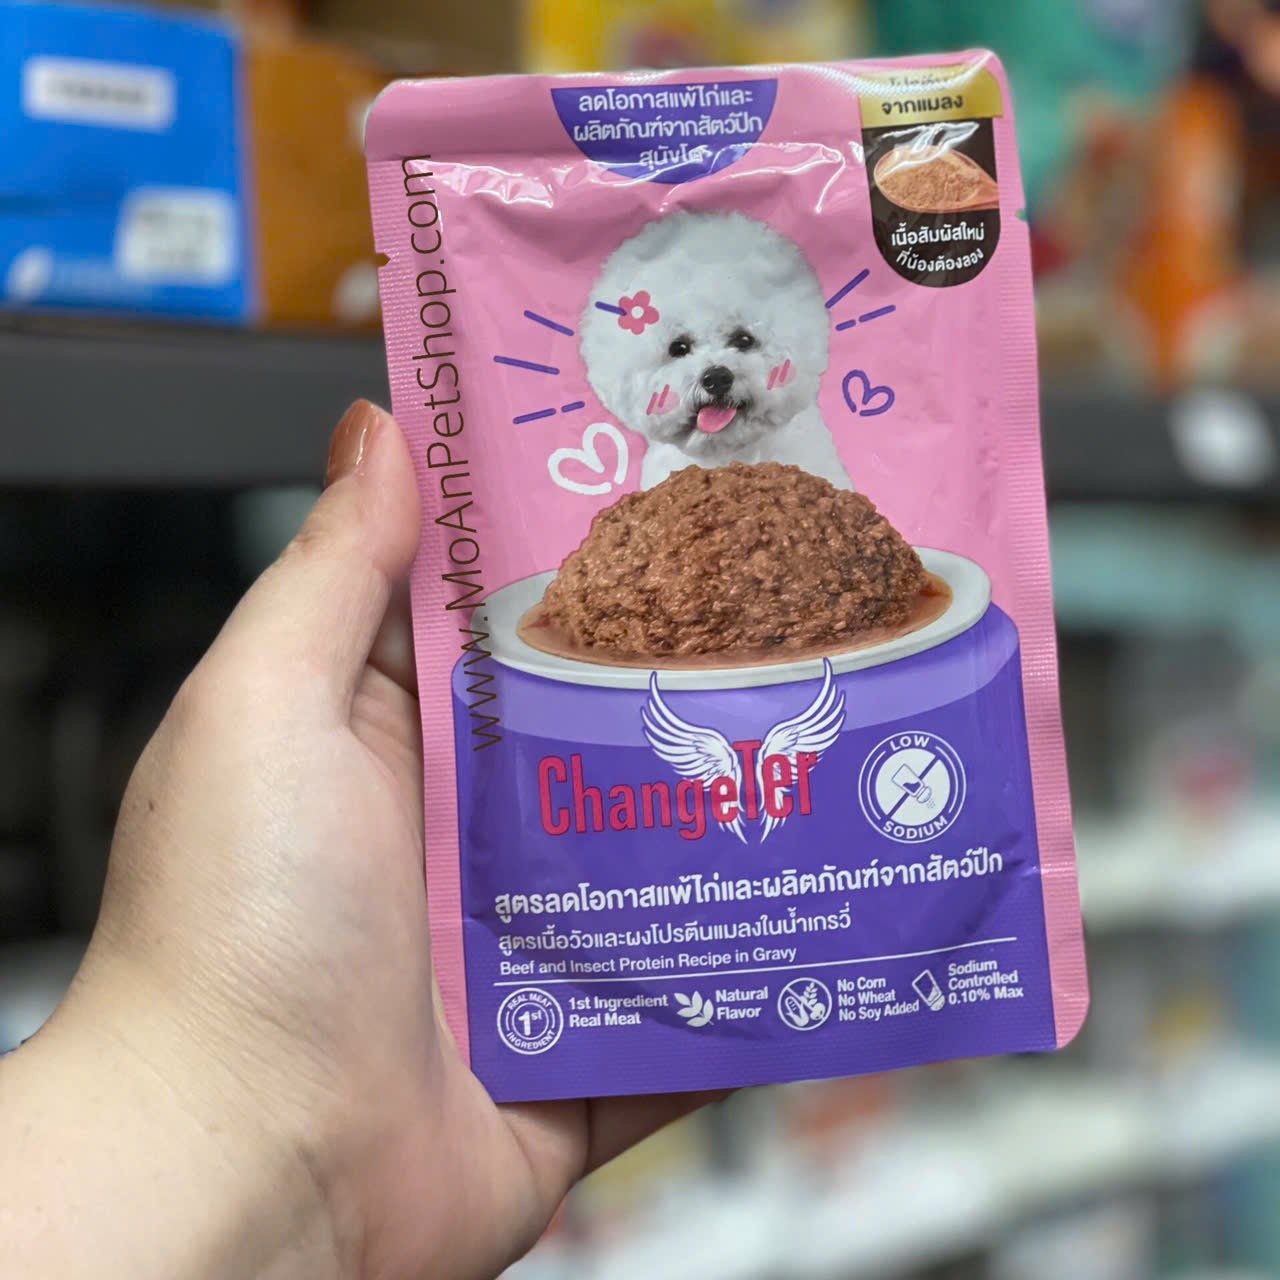 ลดโอกาสแพ้ไก่และ
ผลิตภัณฑ์จากสัตว์ปีก
จากแมลง
เนื้อสัมผัสใหม่
ที่น้องต้องลอง
www.MoAnPetShop.com
ChangeTer
LOW
SODIUM
สูตรลดโอกาสแพ้ไก่และผลิตภัณฑ์จากสัตว์ปีก
สูตรเนื้อวัวและผงโปรตีนแมลงในน้ำเกรวี่
Beef and Insect Protein Recipe in Gravy
REAL MEAT
1st
INGREDIENT
1st Ingredient
Real Meat
Natural
Flavor
No Corn
No Wheat
No Soy Added
Sodium
Controlled
0.10% Max